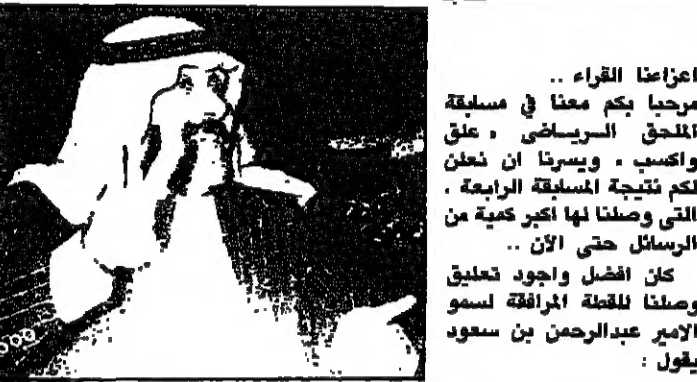 اعزاءنا القراء ..
مرحبا بكم معنا في مسابقة
الملحق الــريــاضى « علق
واكسب » ويسرنا ان نعلن
لكم نتيجة المسابقة الرابعة ،
التى وصلنا لها اكبر كمية من
الرسائل حتى الآن ..
كان افضل واجود تعليق
وصلنا للقطة المرافقة لسمو
الامير عبدالرحمن بن سعود
يقول :